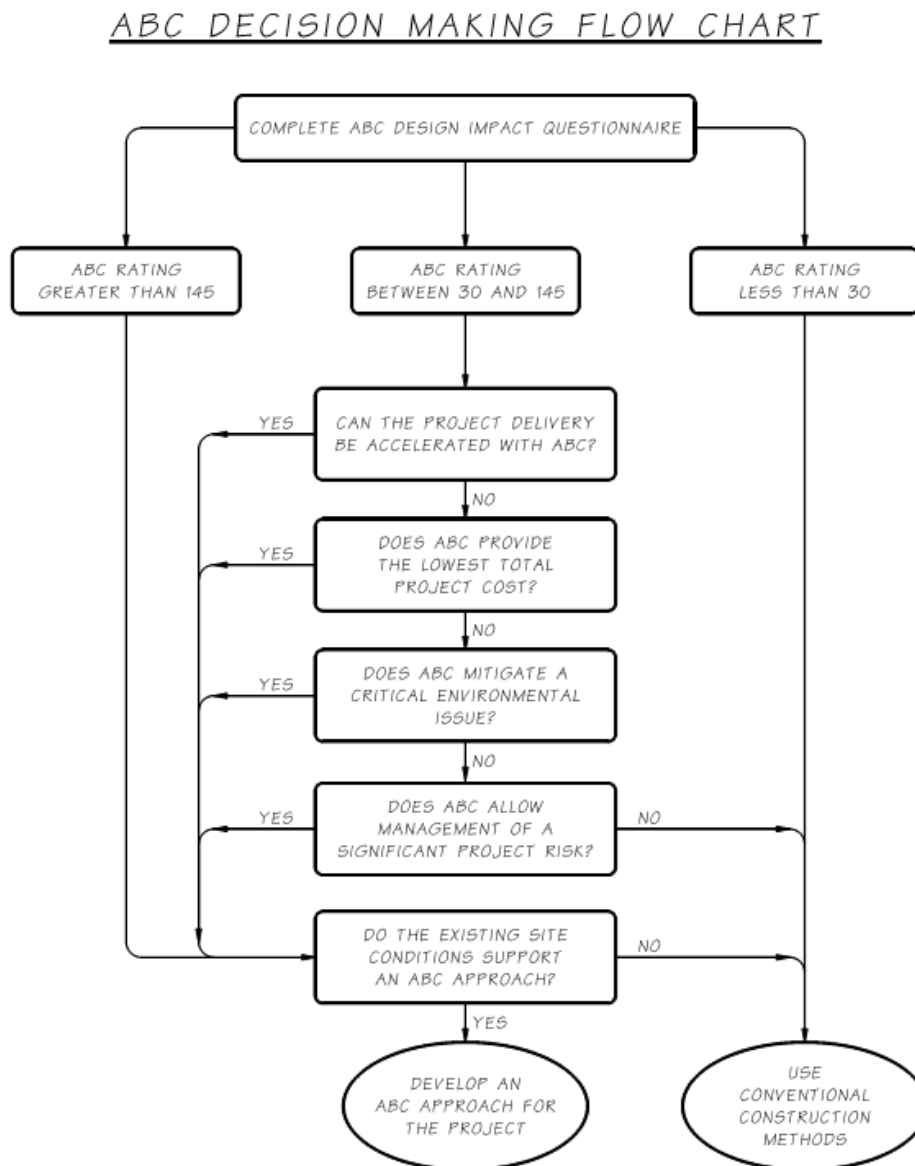 ABC DECISION MAKING FLOW CHART
COMPLETE ABC DESIGN IMPACT QUESTIONNAIRE
ABC RATING
GREATER THAN 145
ABC RATING
BETWEEN 30 AND 145
ABC RATING
LESS THAN 30
YES
CAN THE PROJECT DELIVERY
BE ACCELERATED WITH ABC?
NO
YES
DOES ABC PROVIDE
THE LOWEST TOTAL
PROJECT COST?
NO
YES
DOES ABC MITIGATE A
CRITICAL ENVIRONMENTAL
ISSUE?
NO
YES
DOES ABC ALLOW
MANAGEMENT OF A
SIGNIFICANT PROJECT RISK?
NO
DO THE EXISTING SITE
CONDITIONS SUPPORT
AN ABC APPROACH?
NO
YES
DEVELOP AN
ABC APPROACH FOR
THE PROJECT
USE
CONVENTIONAL
CONSTRUCTION
METHODS